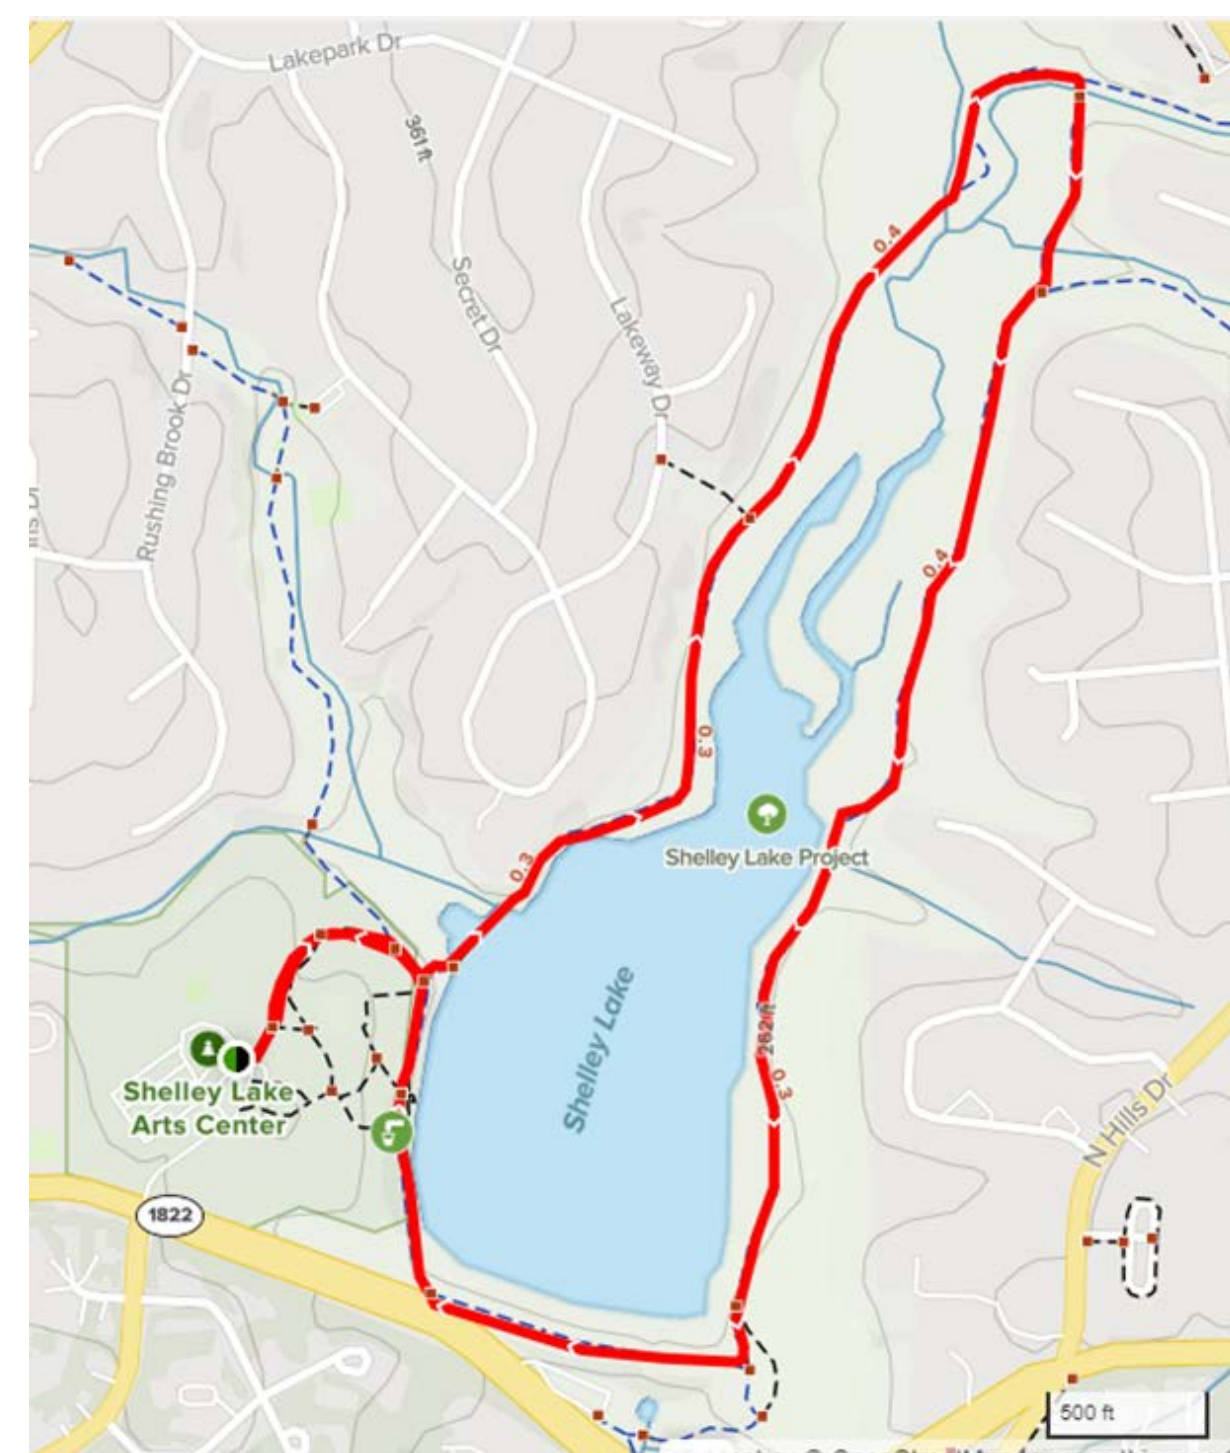 Lakepark Dr
361 ft
Secret Dr
Lakeway Dr
Rushing Brook Dr
0.4
0.4
0.3
0.3
Shelley Lake Project
Shelley Lake
262 ft
0.3
Shelley Lake
Arts Center
N Hills Dr
1822
500 ft